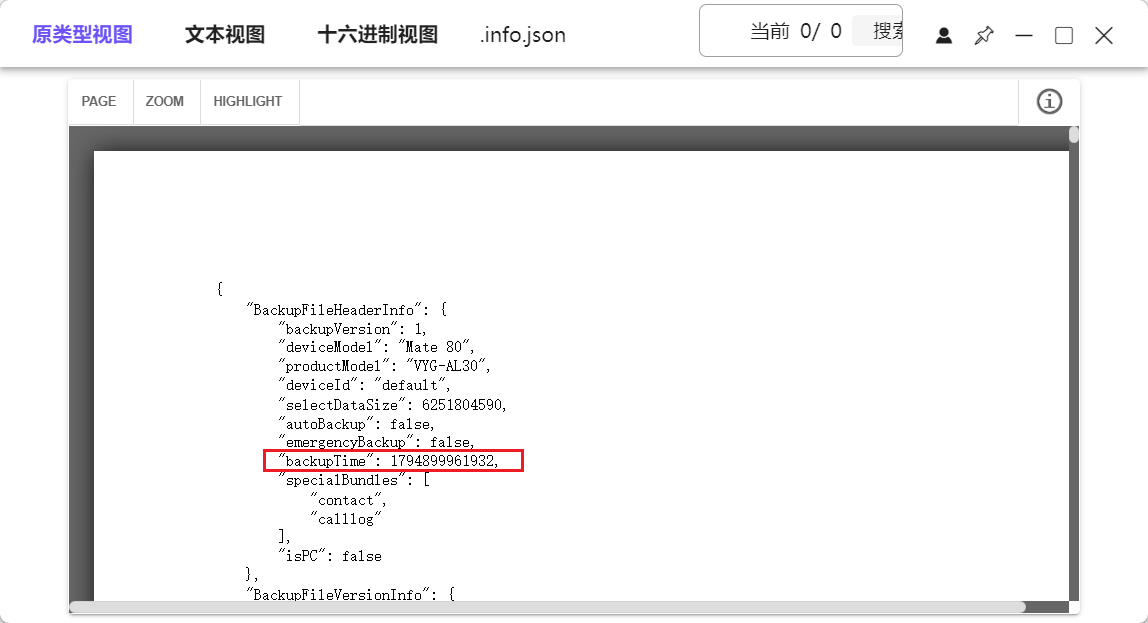 原类型视图 文本视图 十六进制视图 .info.json 当前 0/ 0 搜索
PAGE ZOOM HIGHLIGHT
{
"BackupFileHeaderInfo": {
"backupVersion": 1,
"deviceModel": "Mate 80",
"productModel": "VYG-AL30",
"deviceId": "default",
"selectDataSize": 6251804590,
"autoBackup": false,
"emergencyBackup": false,
"backupTime": 1794899961932,
"specialBundles": [
"contact",
"calllog"
],
"isPC": false
},
"BackupFileVersionInfo": {